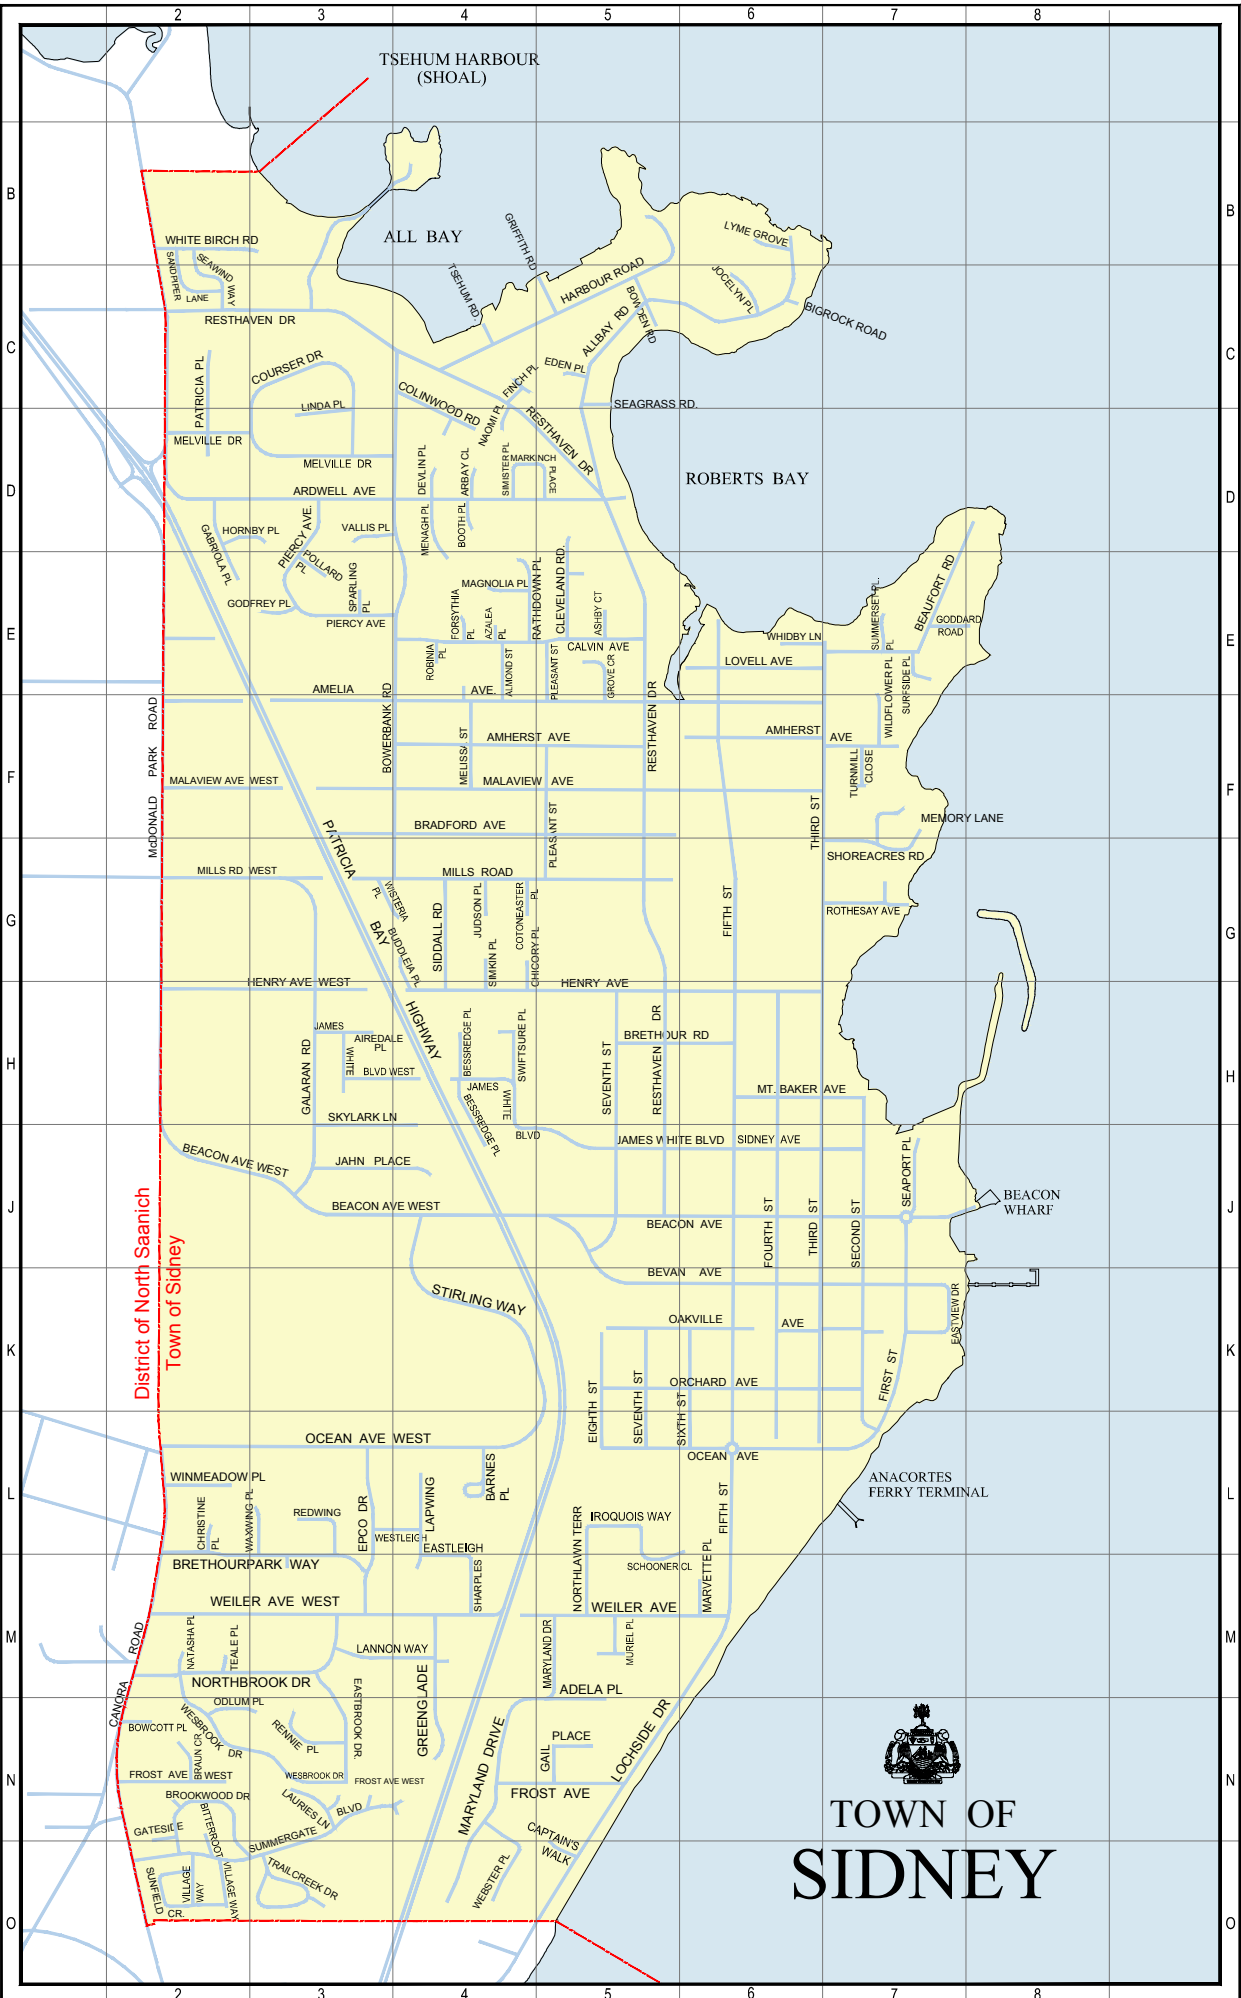 2 3 4 5 6 7 8
TSEHUM HARBOUR
(SHOAL)
B
B
ALL BAY
GRIFFITH RD
LYME GROVE
WHITE BIRCH RD
SANDPIPER
LANE
SEAWIND
WAY
TSEHUM RD.
HARBOUR ROAD
BOWDEN RD
JOCELYN PL
BIGROCK ROAD
RESTHAVEN DR
ALLBAY RD
C
C
PATRICIA PL
COURSER DR
LINDA PL
COLINWOOD RD
FINCH PL
EDEN PL
NAOMI PL
RESTHAVEN DR
SEAGRASS RD.
MELVILLE DR
MELVILLE DR
DEVLIN PL
ARBAY CL
SIMISTER PL
MARKINCH
PLACE
ROBERTS BAY
D
D
ARDWELL AVE
GABRIOLA PL
HORNBY PL
PIERCY AVE.
VALLIS PL
MENAGH PL
BOOTH PL
POLLARD
PL
SPARLING
PL
GODFREY PL
PIERCY AVE
MAGNOLIA PL
FORSYTHIA
PL
AZALEA
PL
RATHDOWN PL
CLEVELAND RD.
ASHBY CT
SUMMERSET PL.
BEAUFORT RD
GODDARD
ROAD
E
E
WHIDBY LN
CALVIN AVE
LOVELL AVE
ROBINIA
PL
ALMOND ST
PLEASANT ST
GROVE CR
WILDFLOWER PL
PL
SURFSIDE PL
AMELIA
AVE.
BOWERBANK RD
RESTHAVEN DR
McDONALD PARK ROAD
MELISSA ST
AMHERST AVE
AMHERST
AVE
TURNMILL
CLOSE
F
F
MALAVIEW AVE WEST
MALAVIEW AVE
THIRD ST
MEMORY LANE
BRADFORD AVE
PLEASANT ST
SHOREACRES RD
PATRICIA
BAY
HIGHWAY
MILLS RD WEST
MILLS ROAD
WISTERIA
PL
BUDDLEIA PL
SIDDALL RD
JUDSON PL
SIMKIN PL
COTONEASTER
PL
CHICORY PL
FIFTH ST
ROTHESAY AVE
G
G
HENRY AVE WEST
HENRY AVE
JAMES
WHITE
BLVD WEST
AIREDALE
PL
GALARAN RD
BESSREDGE PL
SWIFTSURE PL
JAMES
WHITE
BLVD
BESSREDGE PL
SEVENTH ST
RESTHAVEN DR
BRETHOUR RD
MT. BAKER AVE
H
H
SKYLARK LN
JAMES WHITE BLVD
SIDNEY AVE
BEACON AVE WEST
JAHN PLACE
SEAPORT PL
BEACON AVE WEST
BEACON AVE
FOURTH ST
THIRD ST
SECOND ST
BEACON
WHARF
J
J
District of North Saanich
Town of Sidney
BEVAN AVE
STIRLING WAY
OAKVILLE
AVE
EASTVIEW DR
K
K
EIGHTH ST
SEVENTH ST
SIXTH ST
ORCHARD AVE
FIRST ST
OCEAN AVE WEST
OCEAN AVE
WINMEADOW PL
BARNES
PL
ANACORTES
FERRY TERMINAL
L
L
CHRISTINE
PL
WAXWING PL
REDWING
EPCO DR
LAPWING
WESTLEIGH
EASTLEIGH
NORTHLAWN TERR
IROQUOIS WAY
FIFTH ST
BRETHOURPARK WAY
SHARPLES
SCHOONER CL
MARVETTE PL
WEILER AVE WEST
WEILER AVE
M
M
CANORA ROAD
NATASHA PL
TEALE PL
LANNON WAY
MARYLAND DR
MURIEL PL
NORTHBROOK DR
ADELA PL
ODLUM PL
EASTBROOK DR.
GREENGLADE
BOWCOTT PL
WESBROOK
DR
BRAUN CR
RENNIE
PL
MARYLAND DRIVE
GAIL
PLACE
LOCHSIDE DR
FROST AVE WEST
WESBROOK DR
FROST AVE WEST
FROST AVE
N
N
BROOKWOOD DR
BITTERROOT
LAURIES LN
GATESIDE
SUMMERGATE
BLVD
CAPTAIN'S
WALK
TOWN OF
SIDNEY
SUNFIELD
CR.
VILLAGE
WAY
VILLAGE WAY
TRAILCREEK DR
WEBSTER PL
O
O
2 3 4 5 6 7 8